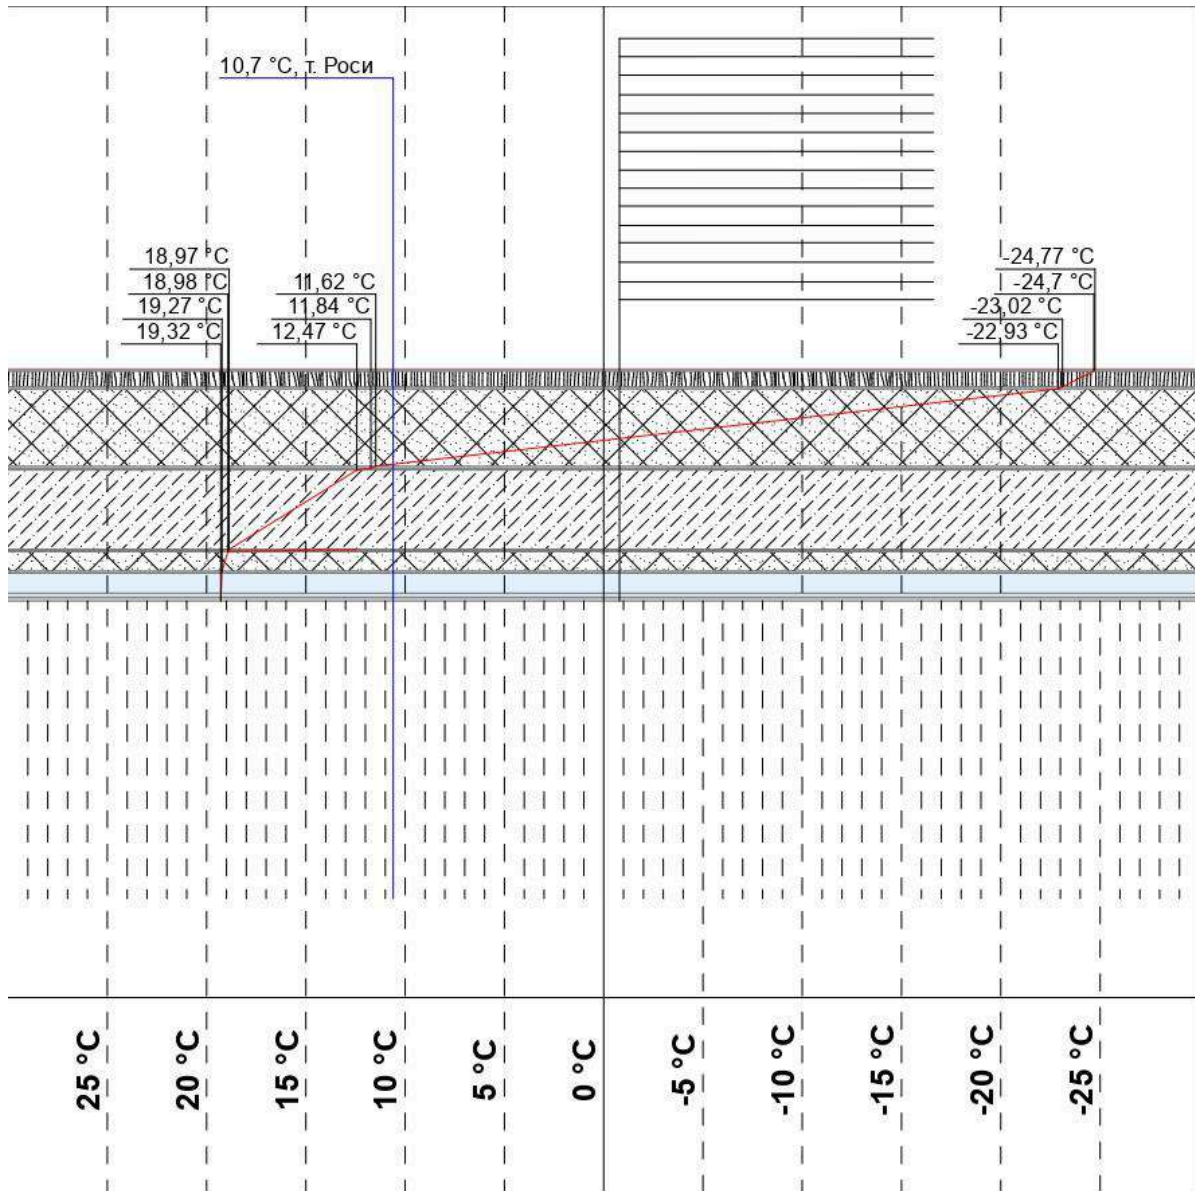 10,7 °C, т. Роси
18,97 °C
18,98 °C
19,27 °C
19,32 °C
11,62 °C
11,84 °C
12,47 °C
-24,77 °C
-24,7 °C
-23,02 °C
-22,93 °C
25 °C
20 °C
15 °C
10 °C
5 °C
0 °C
-5 °C
-10 °C
-15 °C
-20 °C
-25 °C